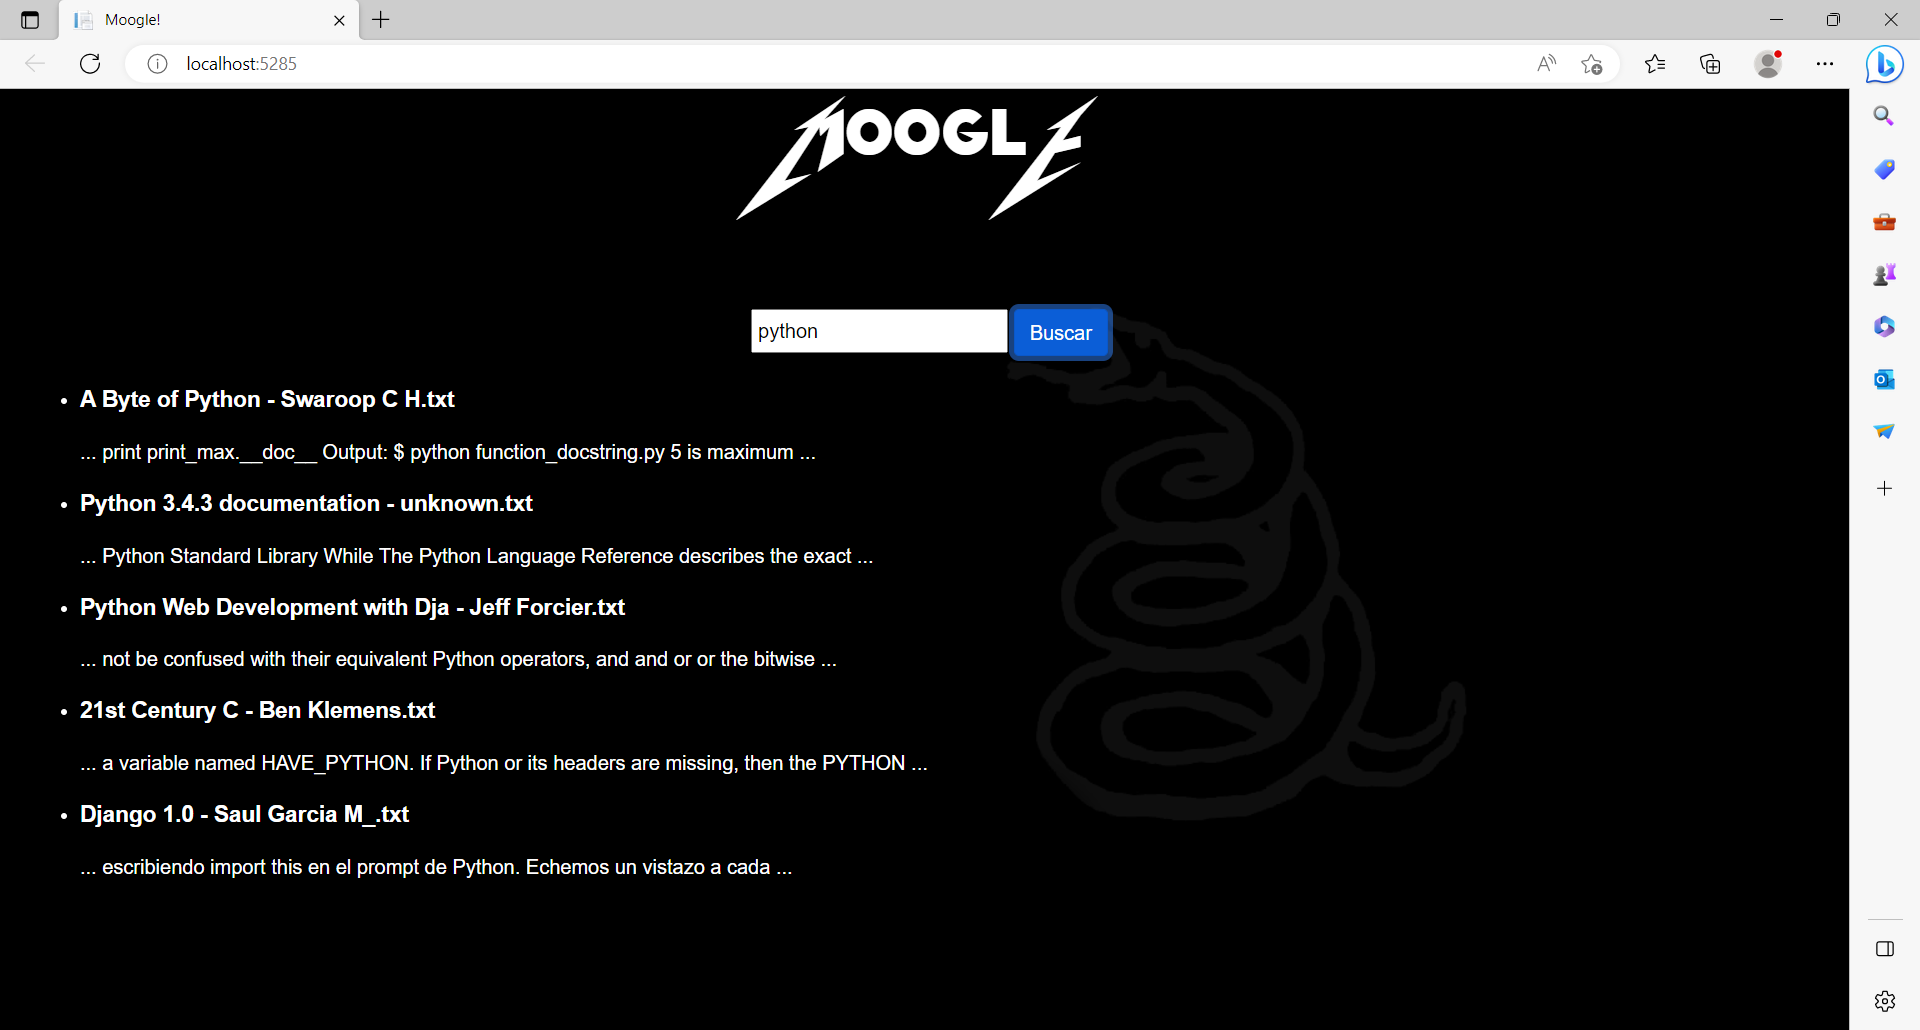 Moogle!
localhost:5285
MOOGLE
python
Buscar
A Byte of Python - Swaroop C H.txt
... print print_max.__doc__ Output: $ python function_docstring.py 5 is maximum ...
Python 3.4.3 documentation - unknown.txt
... Python Standard Library While The Python Language Reference describes the exact ...
Python Web Development with Dja - Jeff Forcier.txt
... not be confused with their equivalent Python operators, and and or or the bitwise ...
21st Century C - Ben Klemens.txt
... a variable named HAVE_PYTHON. If Python or its headers are missing, then the PYTHON ...
Django 1.0 - Saul Garcia M_.txt
... escribiendo import this en el prompt de Python. Echemos un vistazo a cada ...